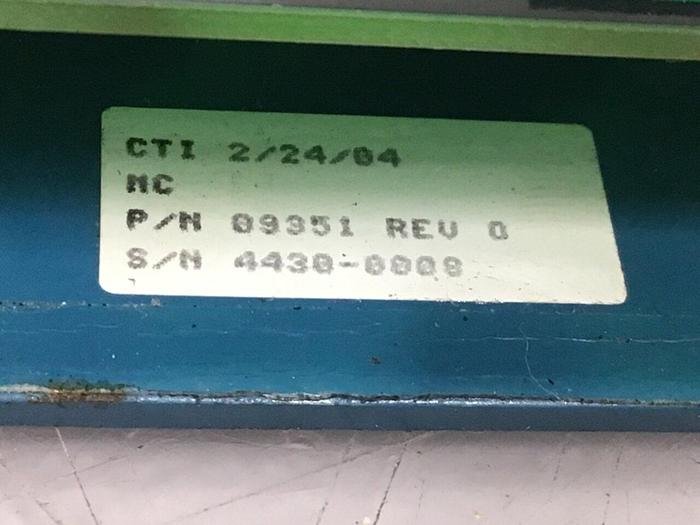 CTI 2/24/04
MC
P/N 09351 REV 0
S/N 4430-0008